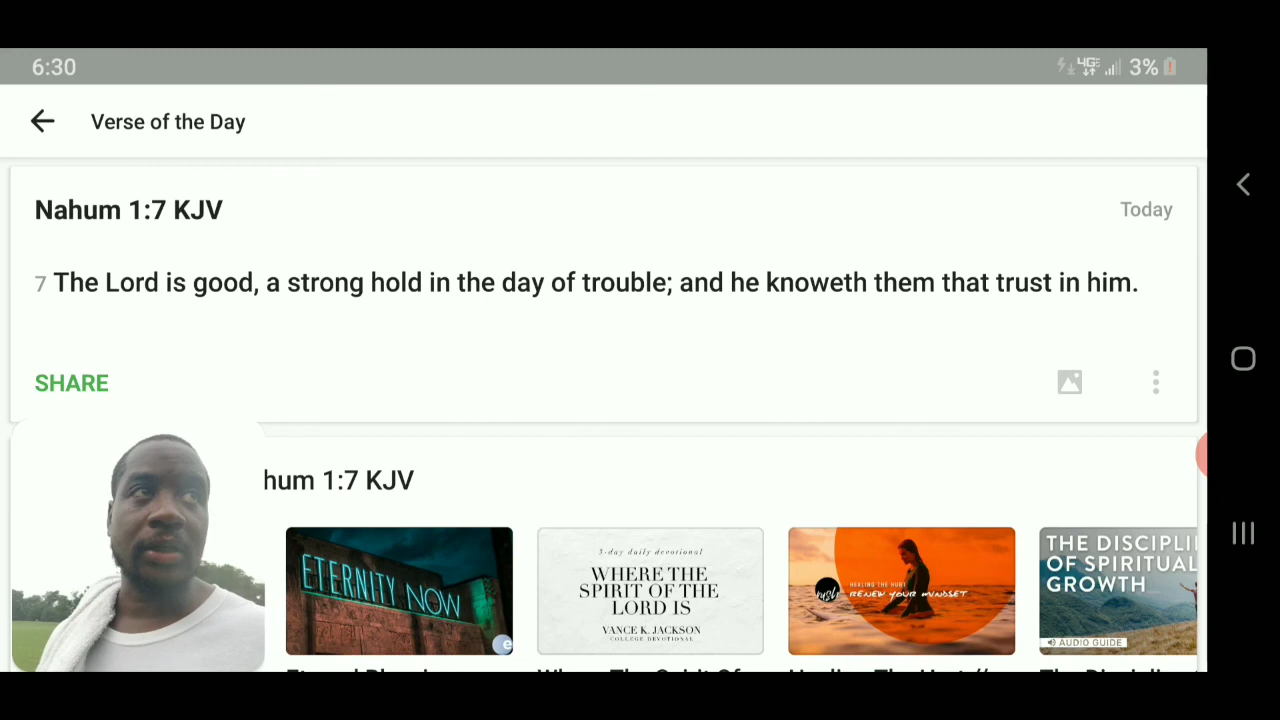 6:30
4GE
3%
Verse of the Day
Nahum 1:7 KJV
Today
7 The Lord is good, a strong hold in the day of trouble; and he knoweth them that trust in him.
SHARE
hum 1:7 KJV
ETERNITY NOW
e
3-day daily devotional
WHERE THE
SPIRIT OF THE
LORD IS
VANCE K. JACKSON
COLLEGE DEVOTIONAL
rush
HEALING THE HURT
RENEW YOUR MINDSET
THE DISCIPLI
OF SPIRITUAL
GROWTH
AUDIO GUIDE